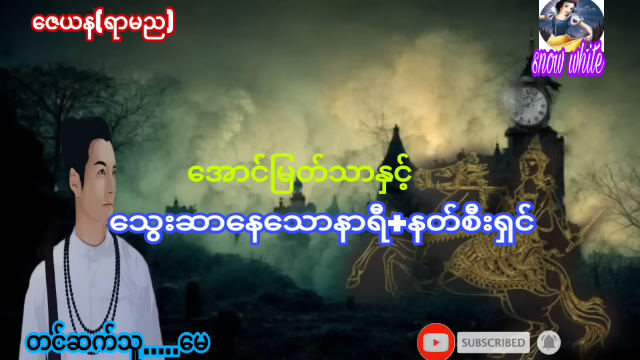 ဇေယန(ရာမည)
snow white
အောင်မြတ်သာနှင့်
သွေးဆာနေသောနာရီ+နတ်စီးရှင်
တင်ဆက်သူ.....မေ
SUBSCRIBED